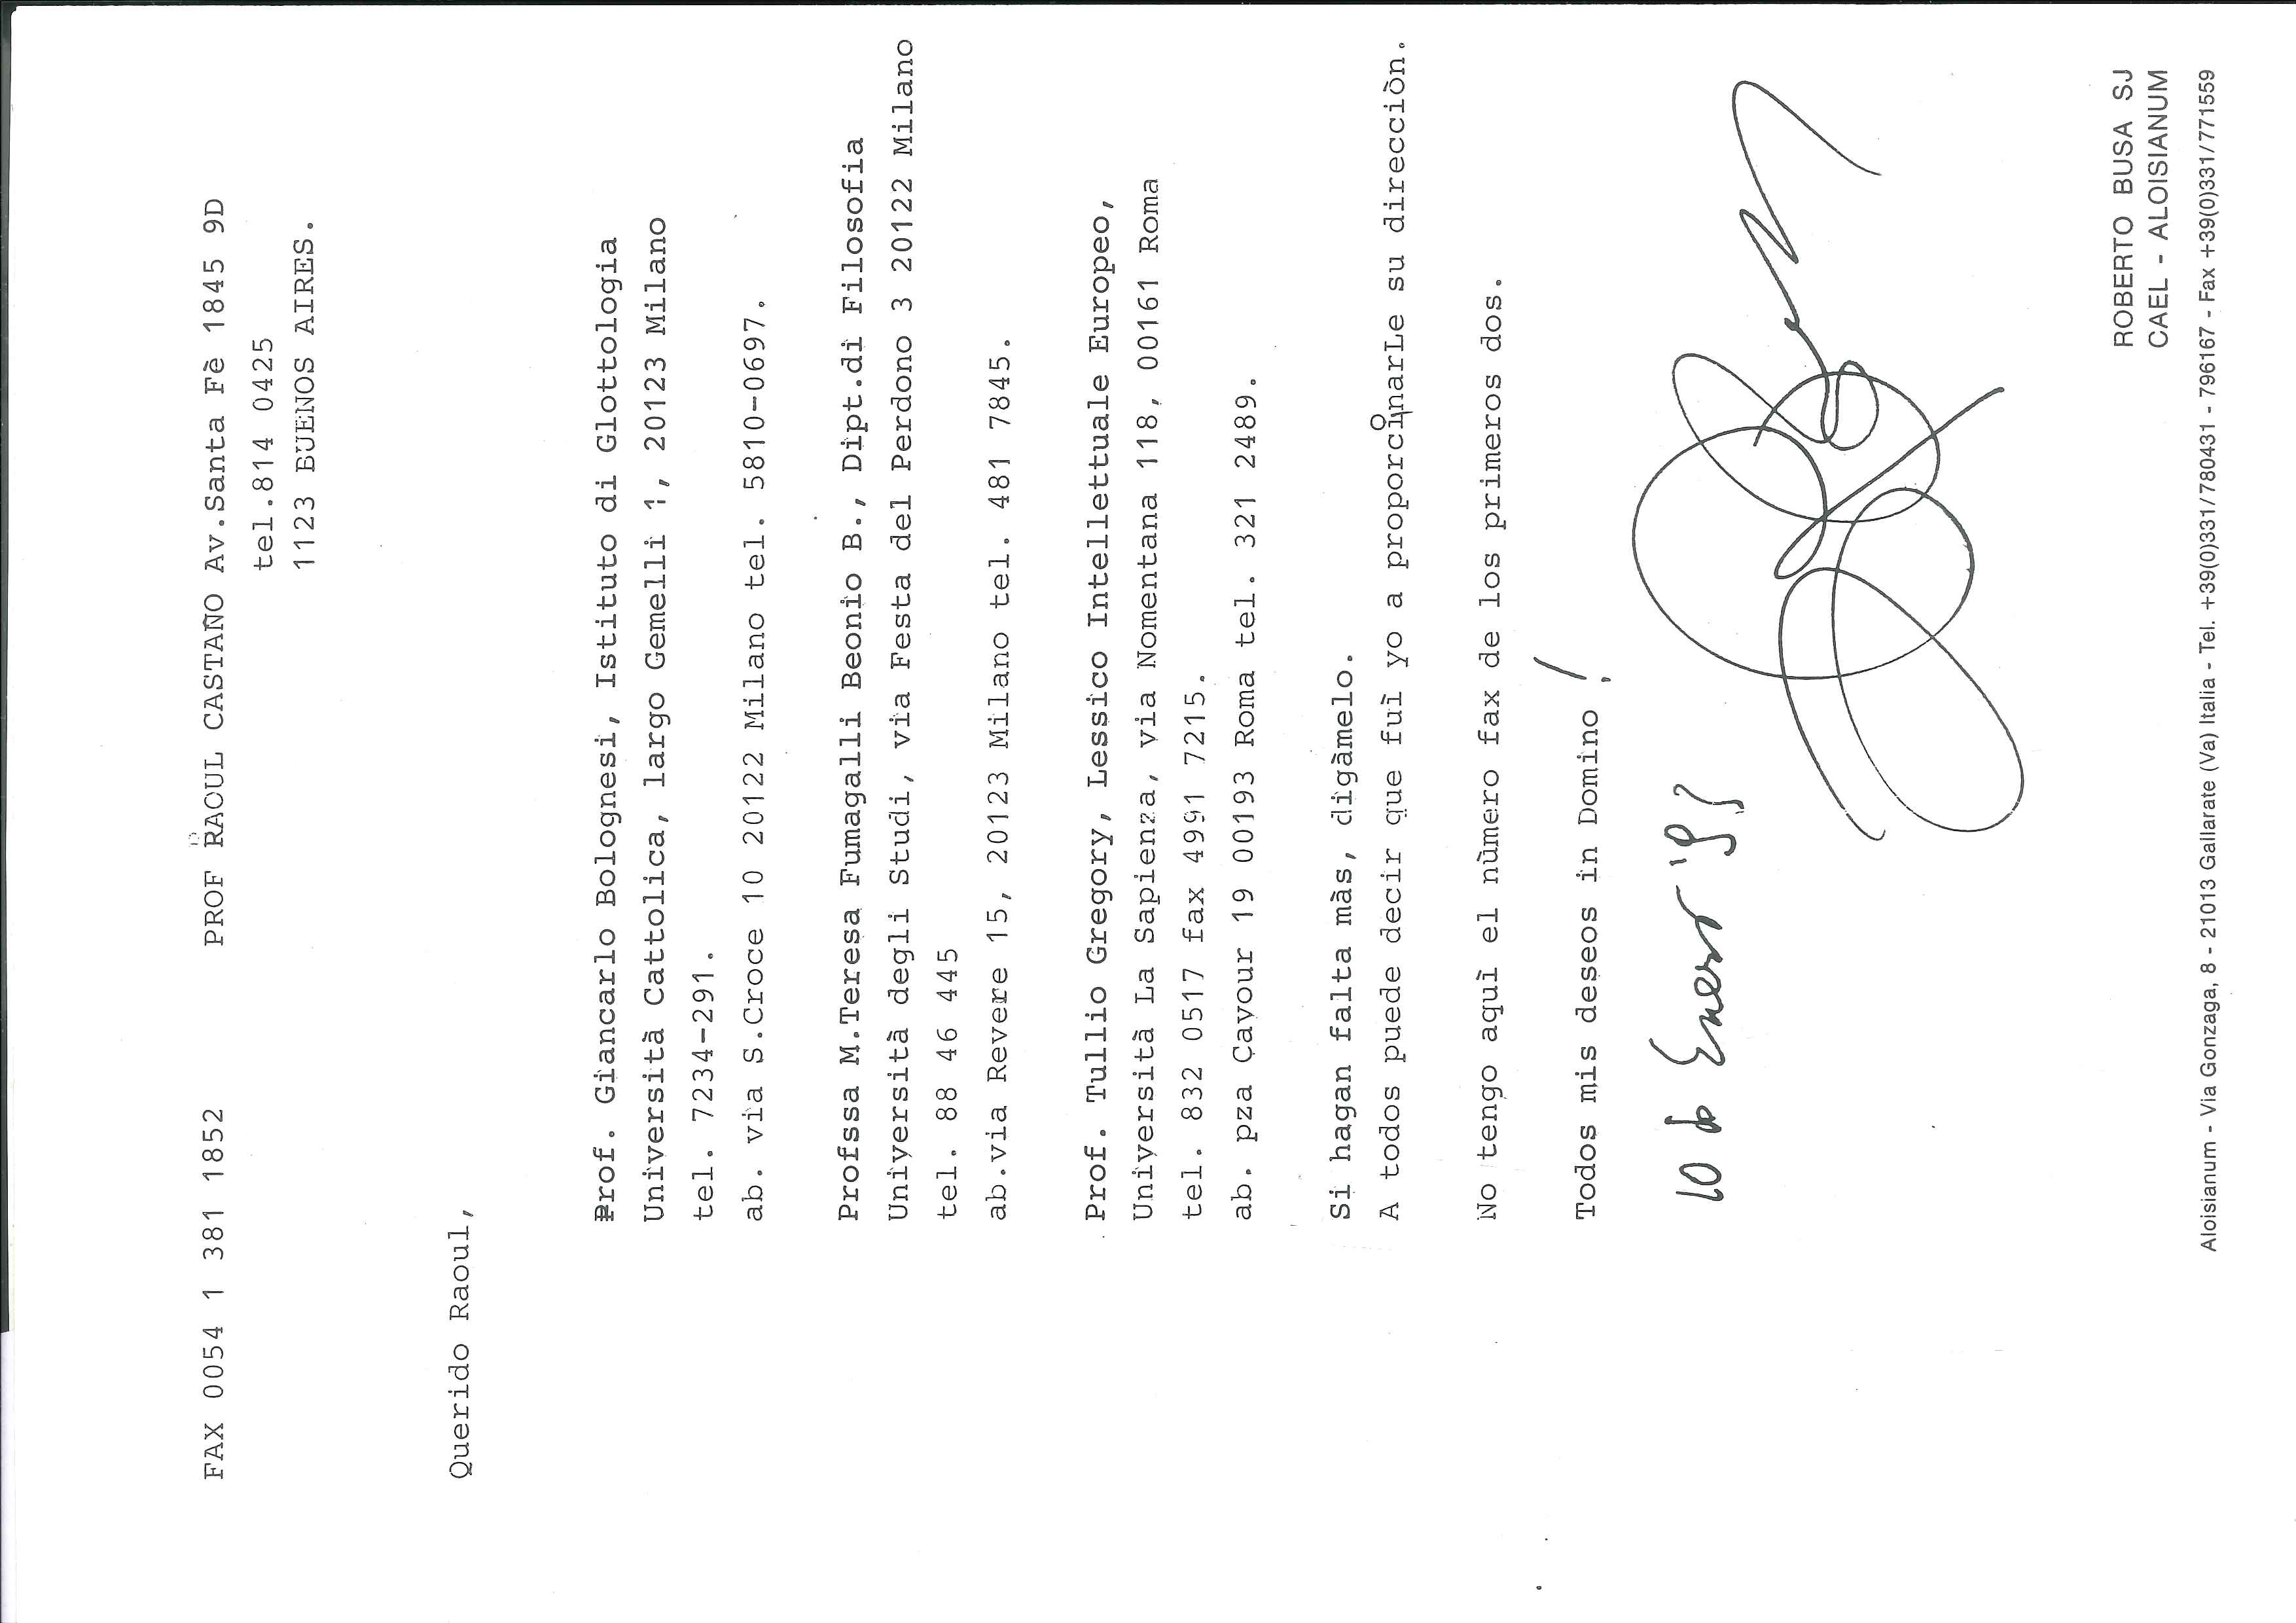 FAX 0054 1 381 1852 PROF RAOUL CASTAÑO Av.Santa Fè 1845 9D
tel.814 0425
1123 BUENOS AIRES.
Querido Raoul,
Prof. Giancarlo Bolognesi, Istituto di Glottologia
Università Cattolica, largo Gemelli 1, 20123 Milano
tel. 7234-291.
ab. via S.Croce 10 20122 Milano tel. 5810-0697.
Profssa M.Teresa Fumagalli Beonio B., Dipt.di Filosofia
Università degli Studi, via Festa del Perdono 3 20122 Milano
tel. 88 46 445
ab.via Revere 15, 20123 Milano tel. 481 7845.
Prof. Tullio Gregory, Lessico Intellettuale Europeo,
Università La Sapienza, via Nomentana 118, 00161 Roma
tel. 832 0517 fax 4991 7215.
ab. pza Cavour 19 00193 Roma tel. 321 2489.
Si hagan falta màs, digàmelo.
A todos puede decir que fuì yo a proporcionarLe su direcciòn.
No tengo aquì el nùmero fax de los primeros dos.
Todos mis deseos in Domino !
10 de Enero
ROBERTO BUSA SJ
CAEL - ALOISIANUM
Aloisianum - Via Gonzaga, 8 - 21013 Gallarate (Va) Italia - Tel. +39(0)331/780431 - 796167 - Fax +39(0)331/771559